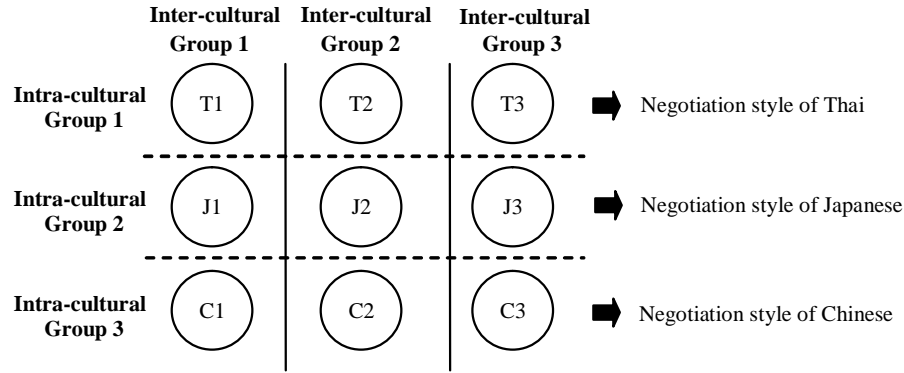 Inter-cultural Inter-cultural Inter-cultural
Group 1 Group 2 Group 3
Intra-cultural
Group 1
T1 T2 T3
Negotiation style of Thai
Intra-cultural
Group 2
J1 J2 J3
Negotiation style of Japanese
Intra-cultural
Group 3
C1 C2 C3
Negotiation style of Chinese